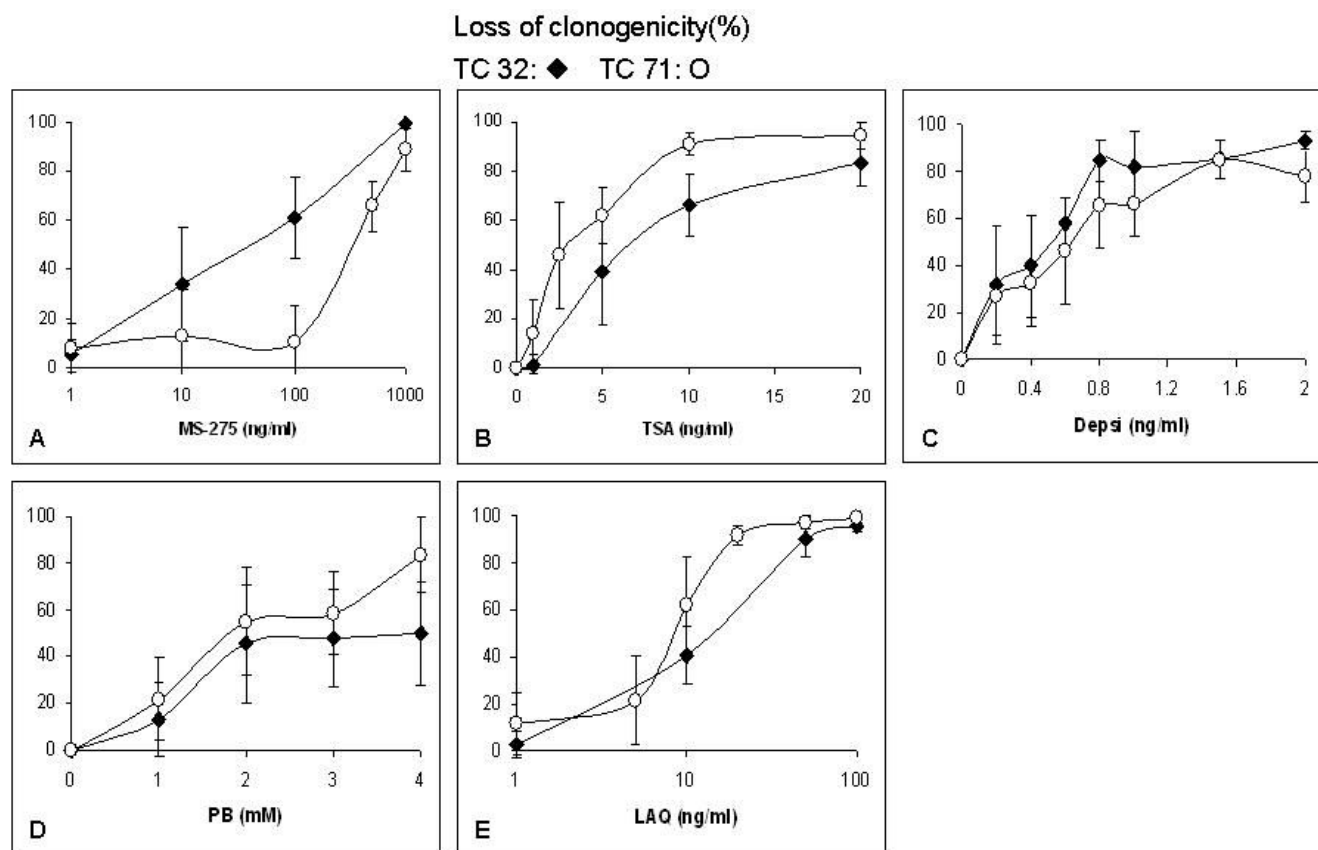 Loss of clonogenicity(%)
TC 32: ◆ TC 71: O
100
80
60
40
20
0
1 10 100 1000
MS-275 (ng/ml)
A
100
80
60
40
20
0
0 5 10 15 20
TSA (ng/ml)
B
100
80
60
40
20
0
0 0.4 0.8 1.2 1.6 2
Depsi (ng/ml)
C
100
80
60
40
20
0
0 1 2 3 4
PB (mM)
D
100
80
60
40
20
0
1 10 100
LAQ (ng/ml)
E